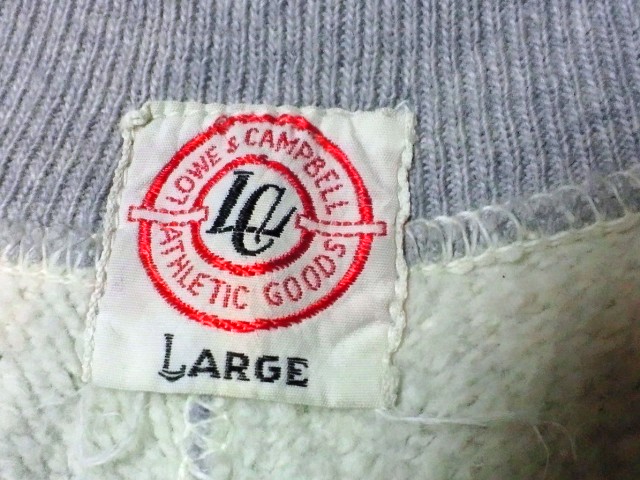 LOWE & CAMPBELL
LC
ATHLETIC GOODS
LARGE